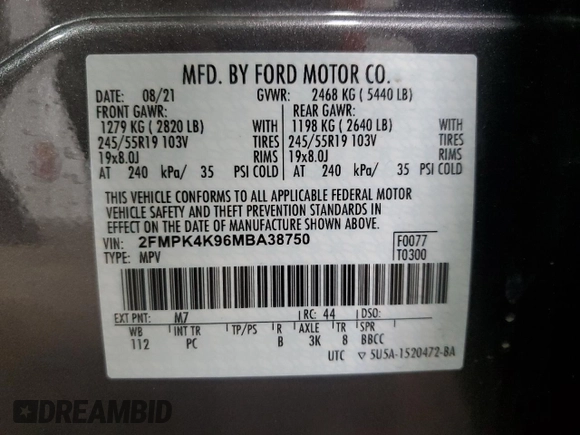 MFD. BY FORD MOTOR CO.
DATE: 08/21 GVWR: 2468 KG ( 5440 LB)
FRONT GAWR: REAR GAWR:
1279 KG ( 2820 LB) WITH 1198 KG ( 2640 LB) WITH
245/55R19 103V TIRES 245/55R19 103V TIRES
19x8.0J RIMS 19x8.0J RIMS
AT 240 kPa/ 35 PSI COLD AT 240 kPa/ 35 PSI COLD
THIS VEHICLE CONFORMS TO ALL APPLICABLE FEDERAL MOTOR
VEHICLE SAFETY AND THEFT PREVENTION STANDARDS IN
EFFECT ON THE DATE OF MANUFACTURE SHOWN ABOVE.
VIN: 2FMPK4K96MBA38750 F0077
TYPE: MPV T0300
EXT PNT: M7 RC: 44 DSO:
WB INT TR TP/PS R AXLE TR SPR
112 PC B 3K 8 BBCC
UTC ▽ 5U5A-1520472-BA
DREAMBID